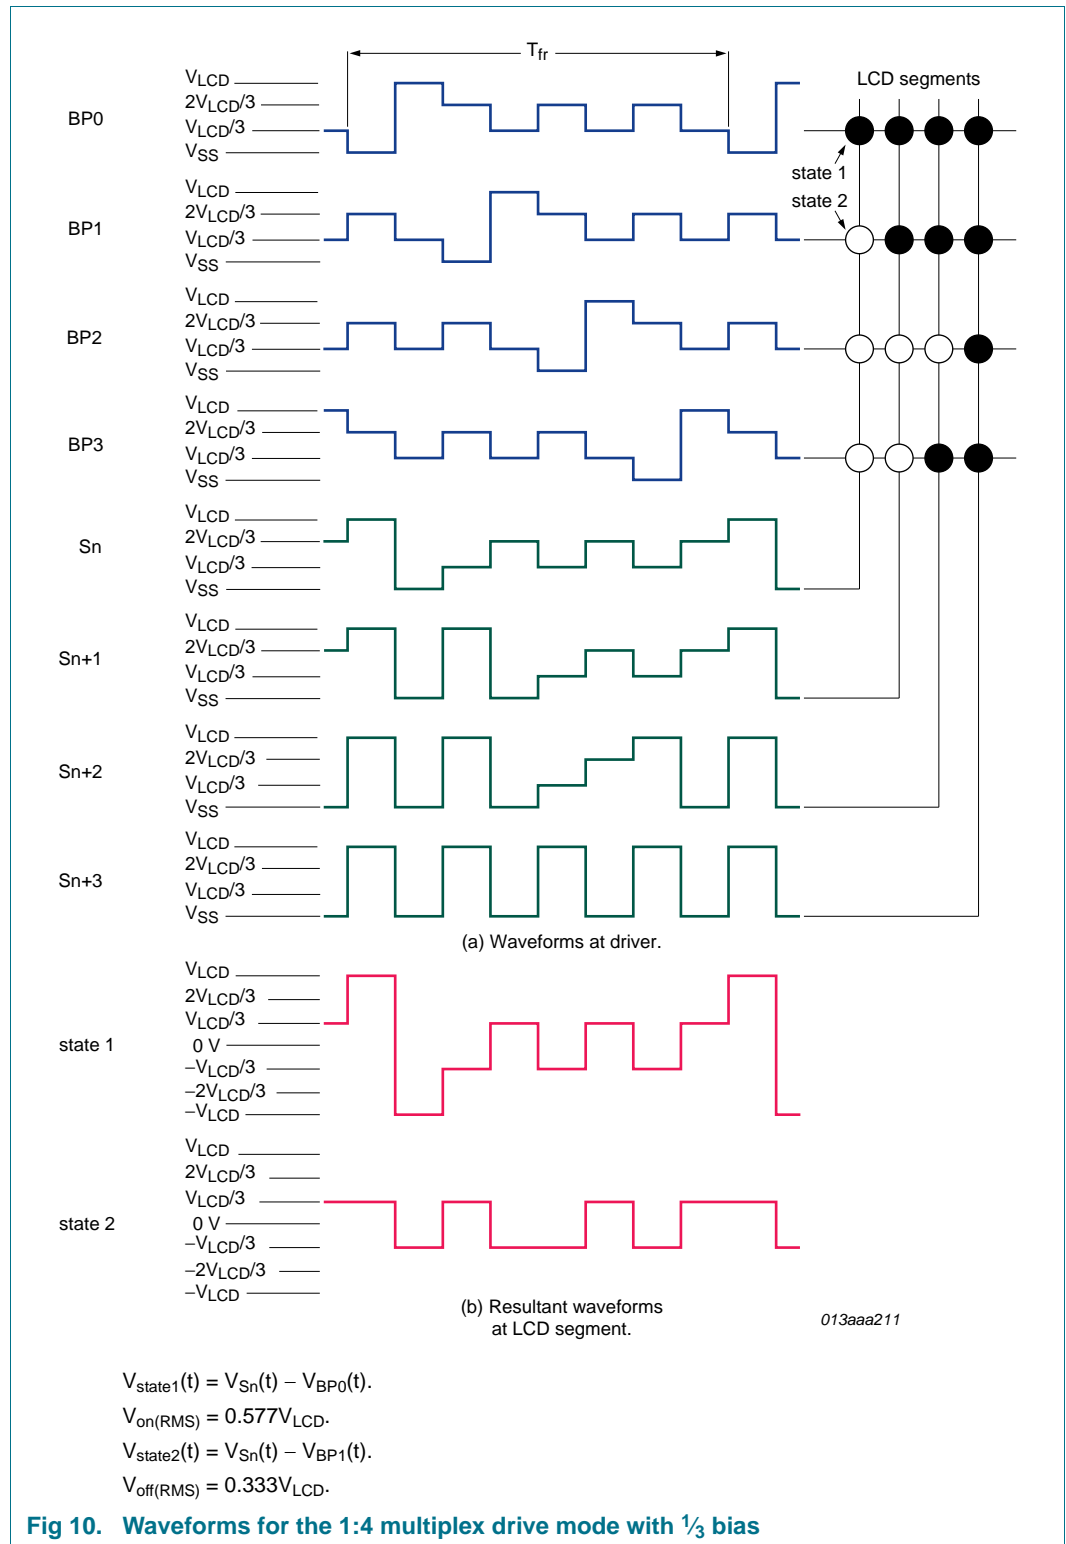 Tfr
VLCD
2VLCD/3
BP0
VLCD/3
VSS
LCD segments
state 1
state 2
VLCD
2VLCD/3
BP1
VLCD/3
VSS
VLCD
2VLCD/3
BP2
VLCD/3
VSS
VLCD
2VLCD/3
BP3
VLCD/3
VSS
VLCD
2VLCD/3
Sn
VLCD/3
VSS
VLCD
2VLCD/3
Sn+1
VLCD/3
VSS
VLCD
2VLCD/3
Sn+2
VLCD/3
VSS
VLCD
2VLCD/3
Sn+3
VLCD/3
VSS
(a) Waveforms at driver.
VLCD
2VLCD/3
VLCD/3
state 1
0 V
−VLCD/3
−2VLCD/3
−VLCD
VLCD
2VLCD/3
VLCD/3
state 2
0 V
−VLCD/3
−2VLCD/3
−VLCD
(b) Resultant waveforms
at LCD segment.
013aaa211
Vstate1(t) = VSn(t) − VBP0(t).
Von(RMS) = 0.577VLCD.
Vstate2(t) = VSn(t) − VBP1(t).
Voff(RMS) = 0.333VLCD.
Fig 10. Waveforms for the 1:4 multiplex drive mode with 1⁄3 bias